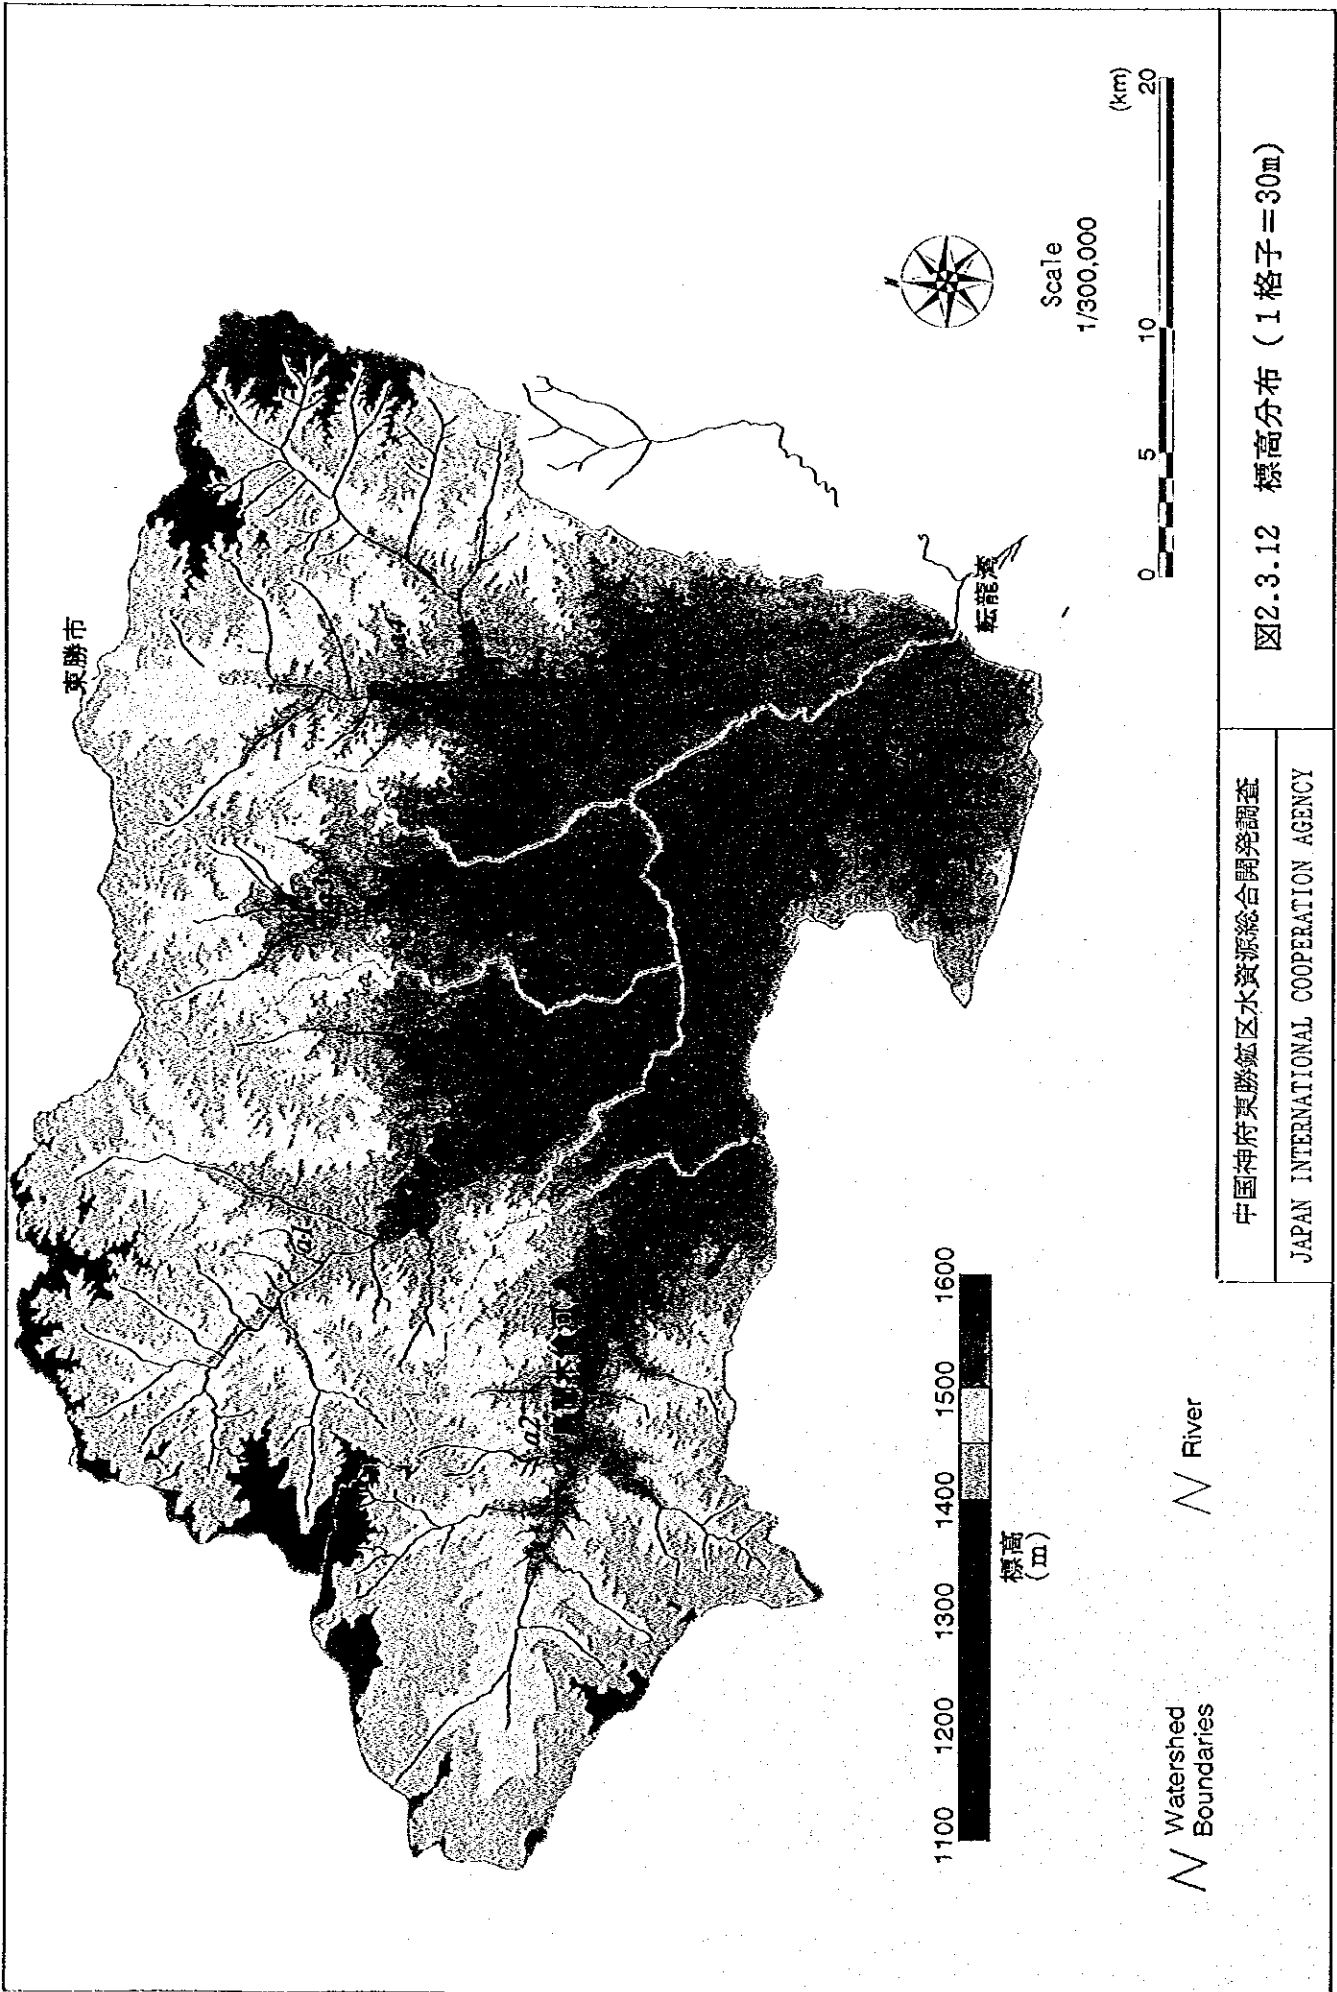 東勝市
a1
a2
転龍湾
N
Scale
1/300,000
(km)
0 5 10 20
1100 1200 1300 1400 1500 1600
標高
(m)
Watershed
Boundaries
River
中国神府東勝鉱区水資源総合開発調査
JAPAN INTERNATIONAL COOPERATION AGENCY
図2.3.12 標高分布 (1格子=30m)